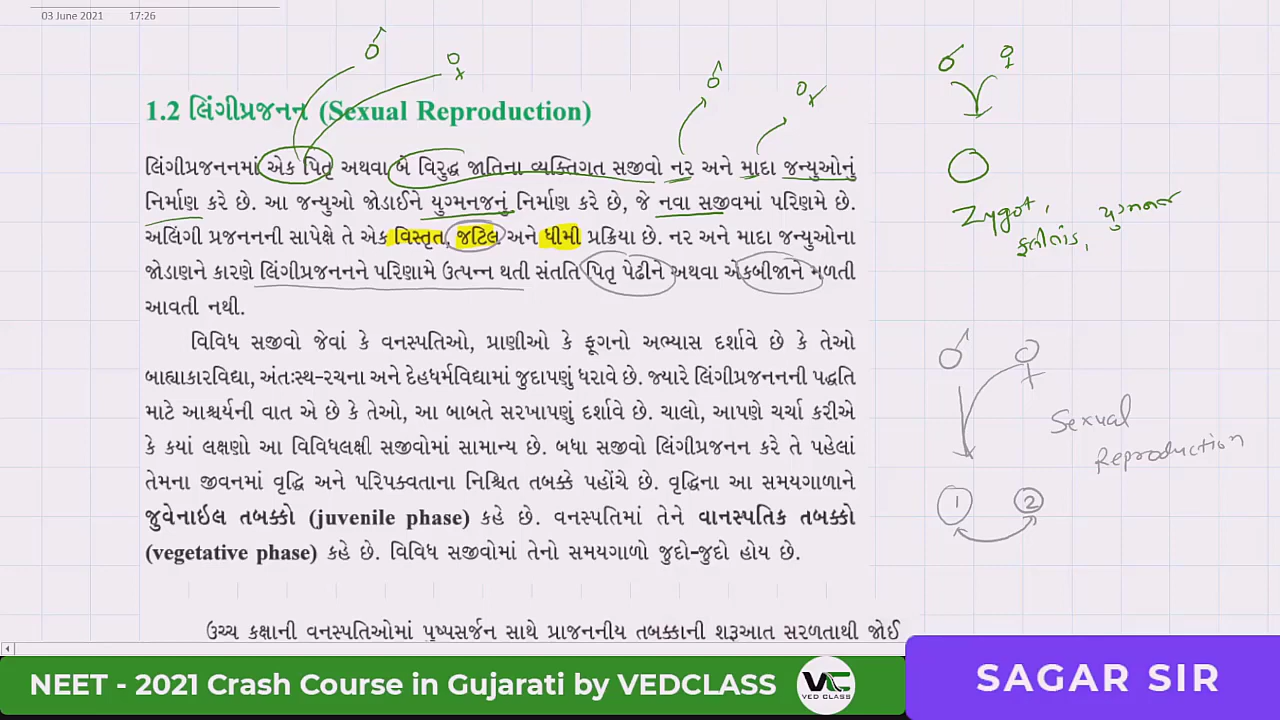 03 June 2021 17:26
1.2 લિંગીપ્રજનન (Sexual Reproduction)
લિંગીપ્રજનનમાં એક પિતૃ અથવા બે વિરુદ્ધ જાતિના વ્યક્તિગત સજીવો નર અને માદા જન્યુઓનું
નિર્માણ કરે છે. આ જન્યુઓ જોડાઈને યુગ્મનજનું નિર્માણ કરે છે, જે નવા સજીવમાં પરિણમે છે.
અલિંગી પ્રજનનની સાપેક્ષે તે એક વિસ્તૃત, જટિલ અને ધીમી પ્રક્રિયા છે. નર અને માદા જન્યુઓના
જોડાણને કારણે લિંગીપ્રજનનને પરિણામે ઉત્પન્ન થતી સંતતિ પિતૃ પેઢીને અથવા એકબીજાને મળતી
આવતી નથી.
વિવિધ સજીવો જેવાં કે વનસ્પતિઓ, પ્રાણીઓ કે ફૂગનો અભ્યાસ દર્શાવે છે કે તેઓ
બાહ્યાકારવિદ્યા, અંતઃસ્થ-રચના અને દેહધર્મવિદ્યામાં જુદાપણું ધરાવે છે. જ્યારે લિંગીપ્રજનનની પદ્ધતિ
માટે આશ્ચર્યની વાત એ છે કે તેઓ, આ બાબતે સરખાપણું દર્શાવે છે. ચાલો, આપણે ચર્ચા કરીએ
કે કયાં લક્ષણો આ વિવિધલક્ષી સજીવોમાં સામાન્ય છે. બધા સજીવો લિંગીપ્રજનન કરે તે પહેલાં
તેમના જીવનમાં વૃદ્ધિ અને પરિપક્વતાના નિશ્ચિત તબક્કે પહોંચે છે. વૃદ્ધિના આ સમયગાળાને
જુવેનાઇલ તબક્કો (juvenile phase) કહે છે. વનસ્પતિમાં તેને વાનસ્પતિક તબક્કો
(vegetative phase) કહે છે. વિવિધ સજીવોમાં તેનો સમયગાળો જુદો-જુદો હોય છે.
ઉચ્ચ કક્ષાની વનસ્પતિઓમાં પુષ્પસર્જન સાથે પ્રાજનનીય તબક્કાની શરૂઆત સરળતાથી જોઈ
♂ ♀
♂ ♀
♂ ♀
Zygot, યુગ્મનજ
ફલીતાંડ,
♂ ♀
Sexual
Reproduction
1 2
NEET - 2021 Crash Course in Gujarati by VEDCLASS
VC
VED CLASS
SAGAR SIR